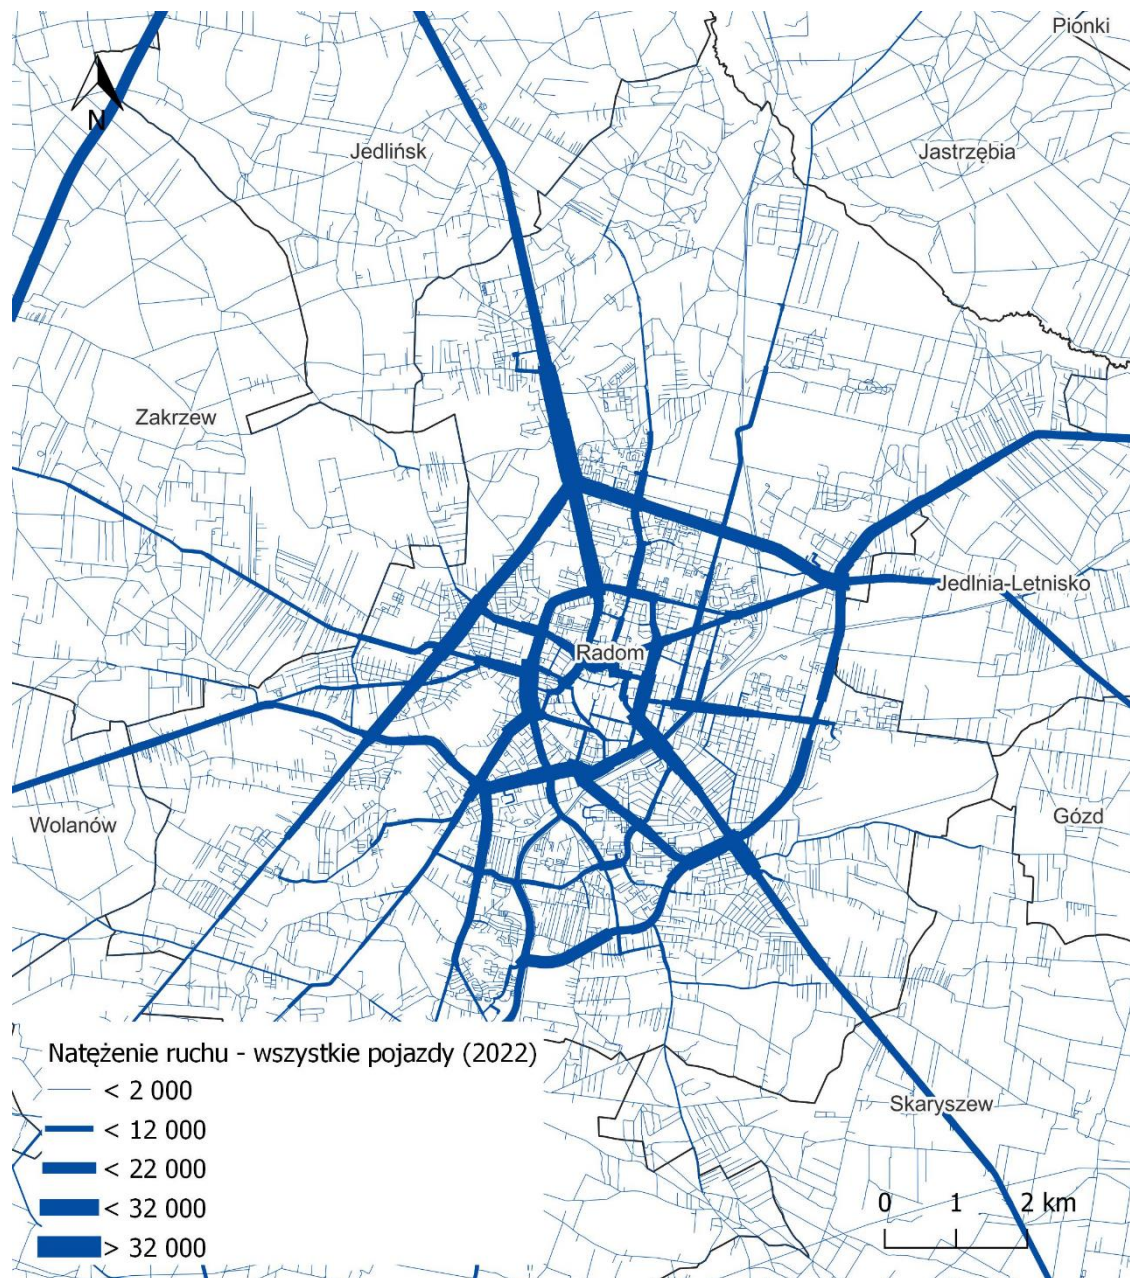 Pionki
N
Jedlińsk
Jastrzębia
Zakrzew
Jedlnia-Letnisko
Radom
Wolanów
Gózd
Natężenie ruchu - wszystkie pojazdy (2022)
< 2 000
< 12 000
< 22 000
< 32 000
> 32 000
Skaryszew
0 1 2 km